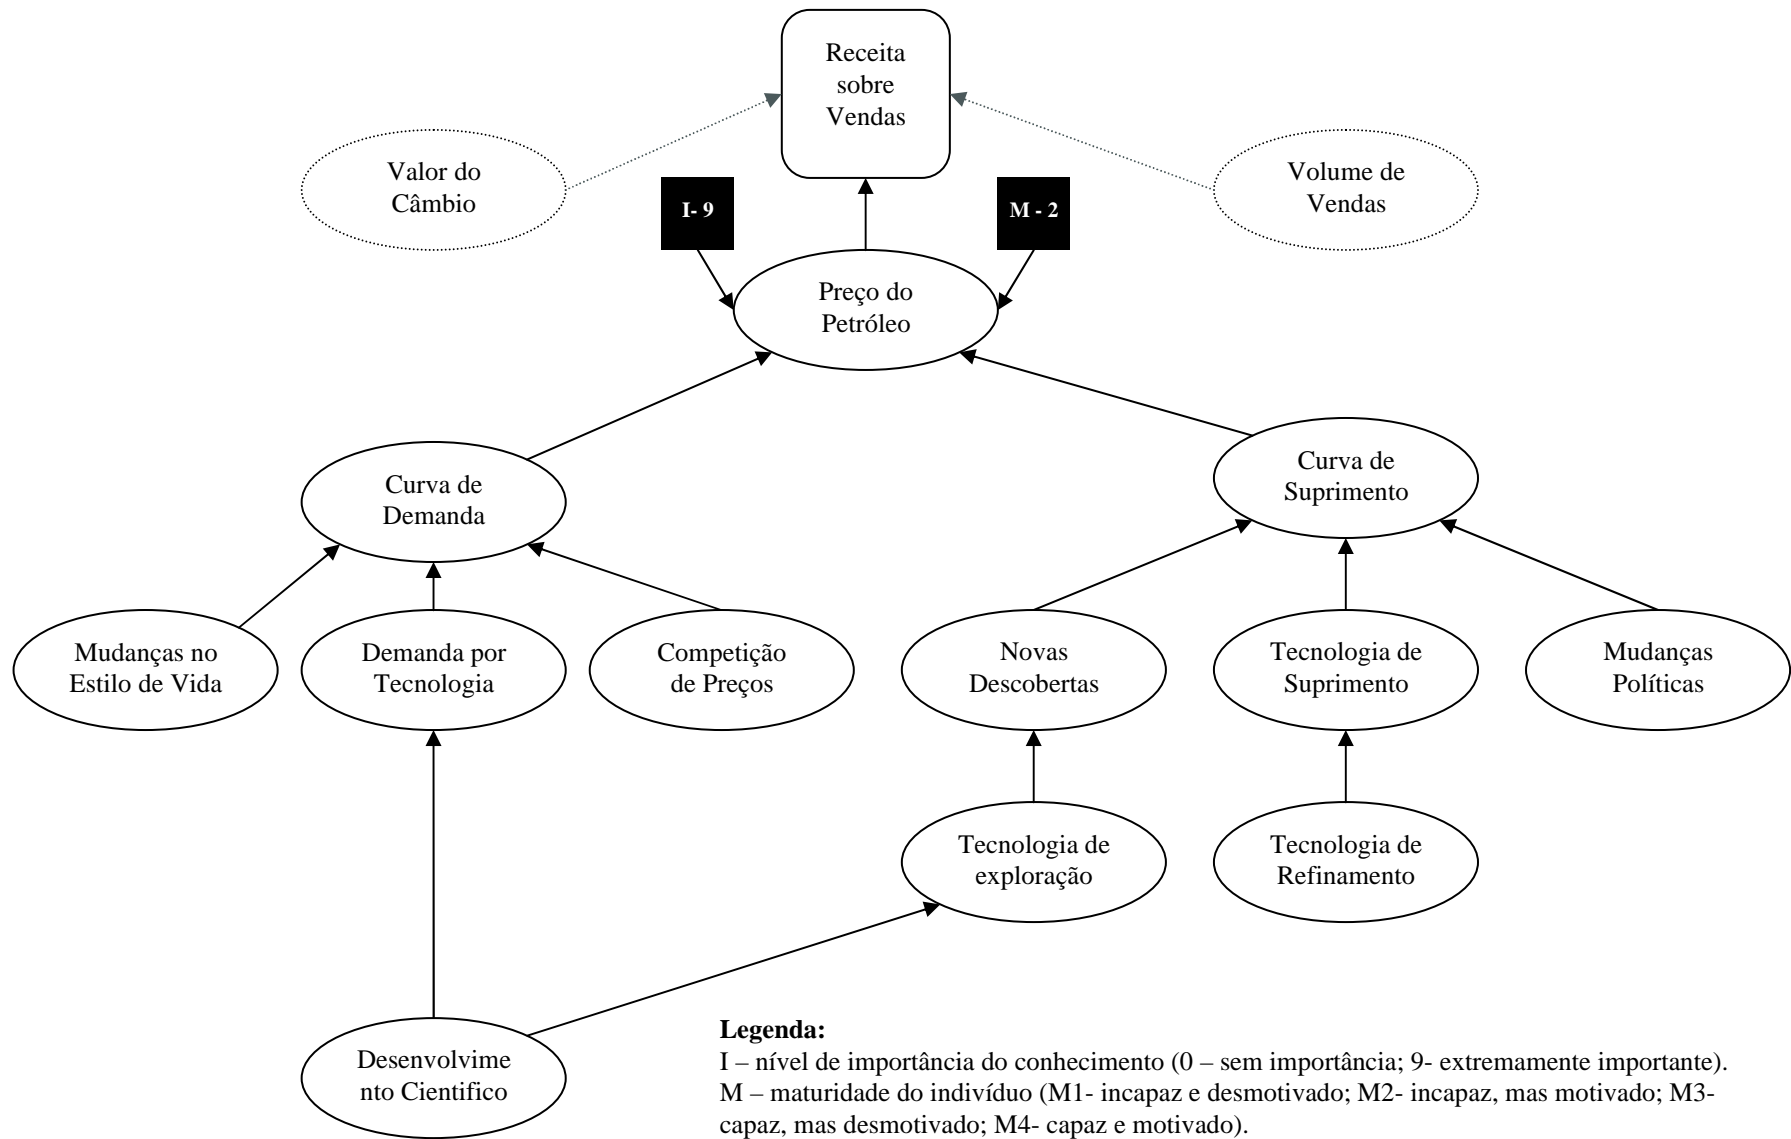 Receita
sobre
Vendas
Valor do
Câmbio
I- 9
M - 2
Volume de
Vendas
Preço do
Petróleo
Curva de
Demanda
Curva de
Suprimento
Mudanças no
Estilo de Vida
Demanda por
Tecnologia
Competição
de Preços
Novas
Descobertas
Tecnologia de
Suprimento
Mudanças
Políticas
Tecnologia de
exploração
Tecnologia de
Refinamento
Desenvolvime
nto Cientifico
Legenda:
I – nível de importância do conhecimento (0 – sem importância; 9- extremamente importante).
M – maturidade do indivíduo (M1- incapaz e desmotivado; M2- incapaz, mas motivado; M3-
capaz, mas desmotivado; M4- capaz e motivado).